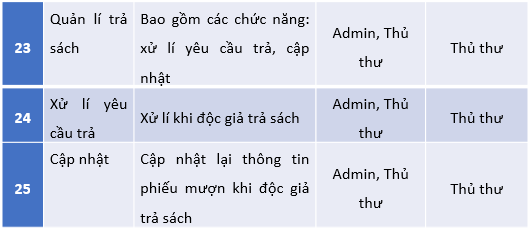 23
Quản lí trả
sách
Bao gồm các chức năng:
xử lí yêu cầu trả, cập
nhật
Admin, Thủ
thư
Thủ thư
24
Xử lí yêu
cầu trả
Xử lí khi độc giả trả sách
Admin, Thủ
thư
Thủ thư
25
Cập nhật
Cập nhật lại thông tin
phiếu mượn khi độc giả
trả sách
Admin, Thủ
thư
Thủ thư